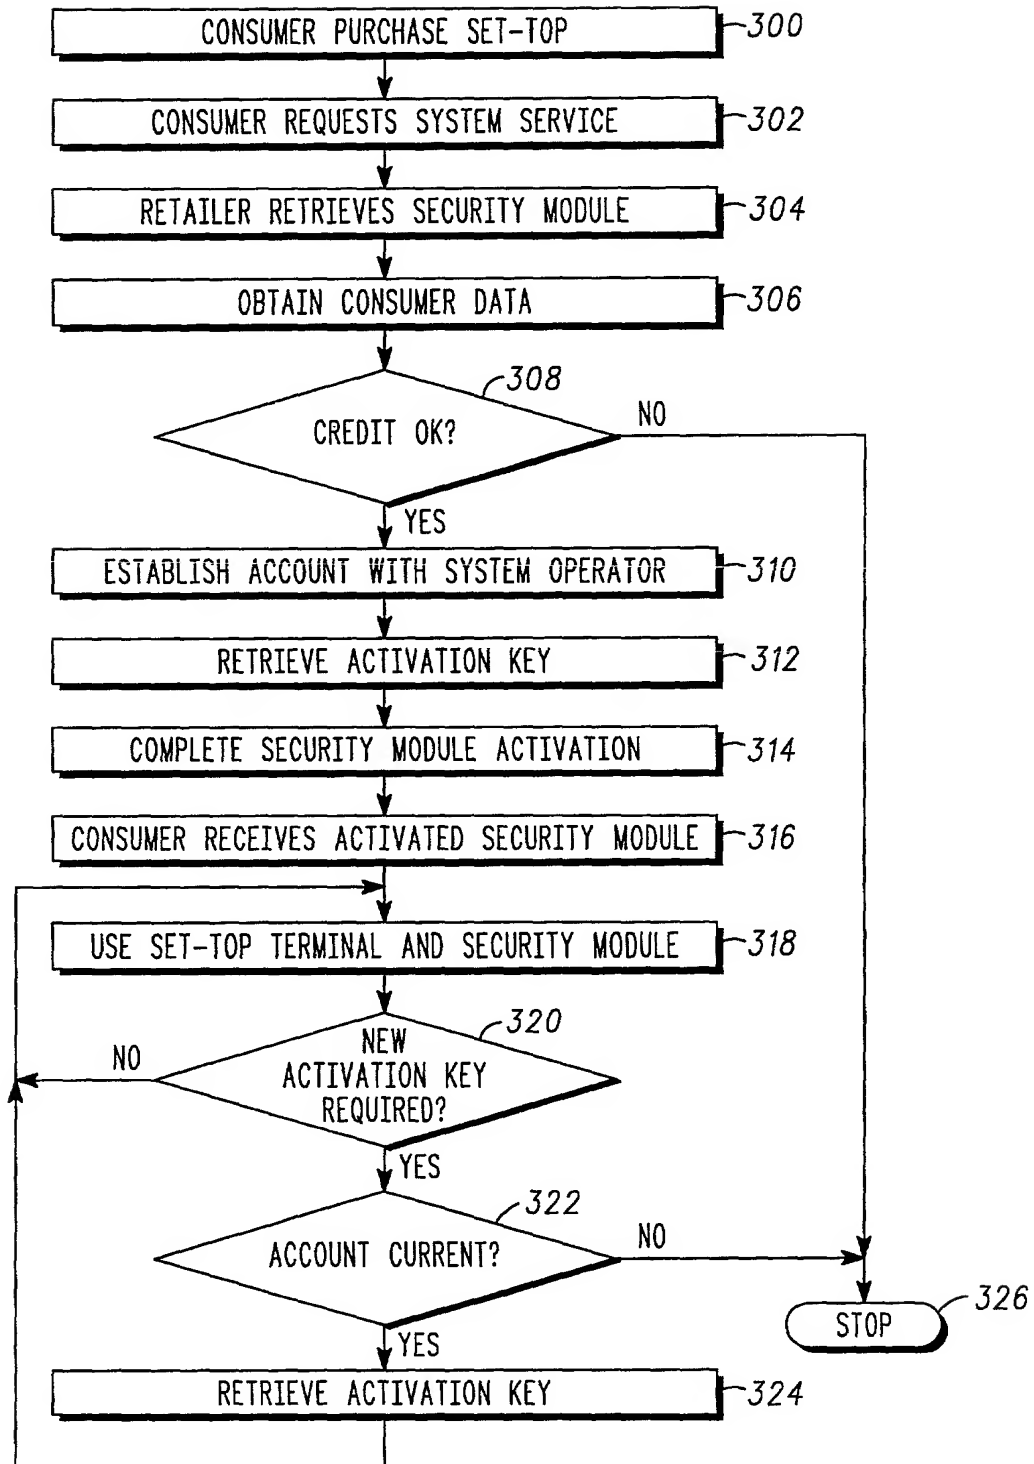 CONSUMER PURCHASE SET-TOP 300
CONSUMER REQUESTS SYSTEM SERVICE 302
RETAILER RETRIEVES SECURITY MODULE 304
OBTAIN CONSUMER DATA 306
308
CREDIT OK?
NO
YES
ESTABLISH ACCOUNT WITH SYSTEM OPERATOR 310
RETRIEVE ACTIVATION KEY 312
COMPLETE SECURITY MODULE ACTIVATION 314
CONSUMER RECEIVES ACTIVATED SECURITY MODULE 316
USE SET-TOP TERMINAL AND SECURITY MODULE 318
320
NEW
ACTIVATION KEY
REQUIRED?
NO
YES
322
ACCOUNT CURRENT?
NO
YES
326
STOP
RETRIEVE ACTIVATION KEY 324